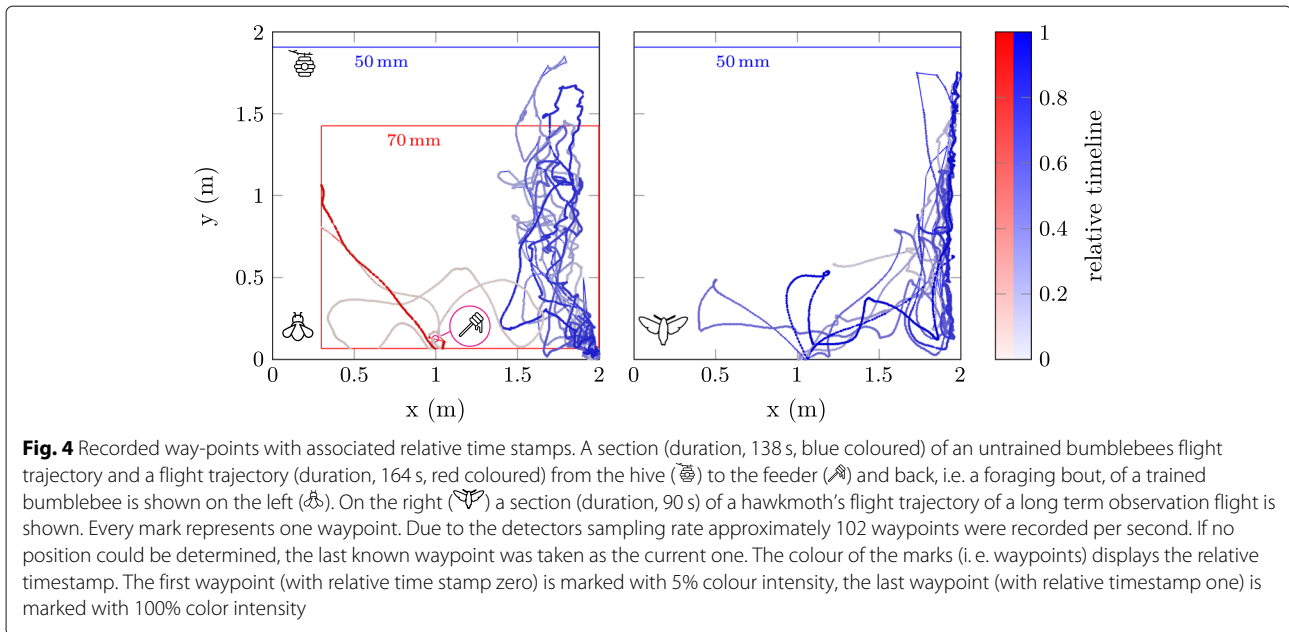 2
1.5
1
0.5
0
y (m)
50 mm
70 mm
0 0.5 1 1.5 2
x (m)
50 mm
0 0.5 1 1.5 2
x (m)
1
0.8
0.6
0.4
0.2
0
relative timeline
Fig. 4 Recorded way-points with associated relative time stamps. A section (duration, 138 s, blue coloured) of an untrained bumblebees flight
trajectory and a flight trajectory (duration, 164 s, red coloured) from the hive ( ) to the feeder ( ) and back, i.e. a foraging bout, of a trained
bumblebee is shown on the left ( ). On the right ( ) a section (duration, 90 s) of a hawkmoth's flight trajectory of a long term observation flight is
shown. Every mark represents one waypoint. Due to the detectors sampling rate approximately 102 waypoints were recorded per second. If no
position could be determined, the last known waypoint was taken as the current one. The colour of the marks (i. e. waypoints) displays the relative
timestamp. The first waypoint (with relative time stamp zero) is marked with 5% colour intensity, the last waypoint (with relative timestamp one) is
marked with 100% color intensity